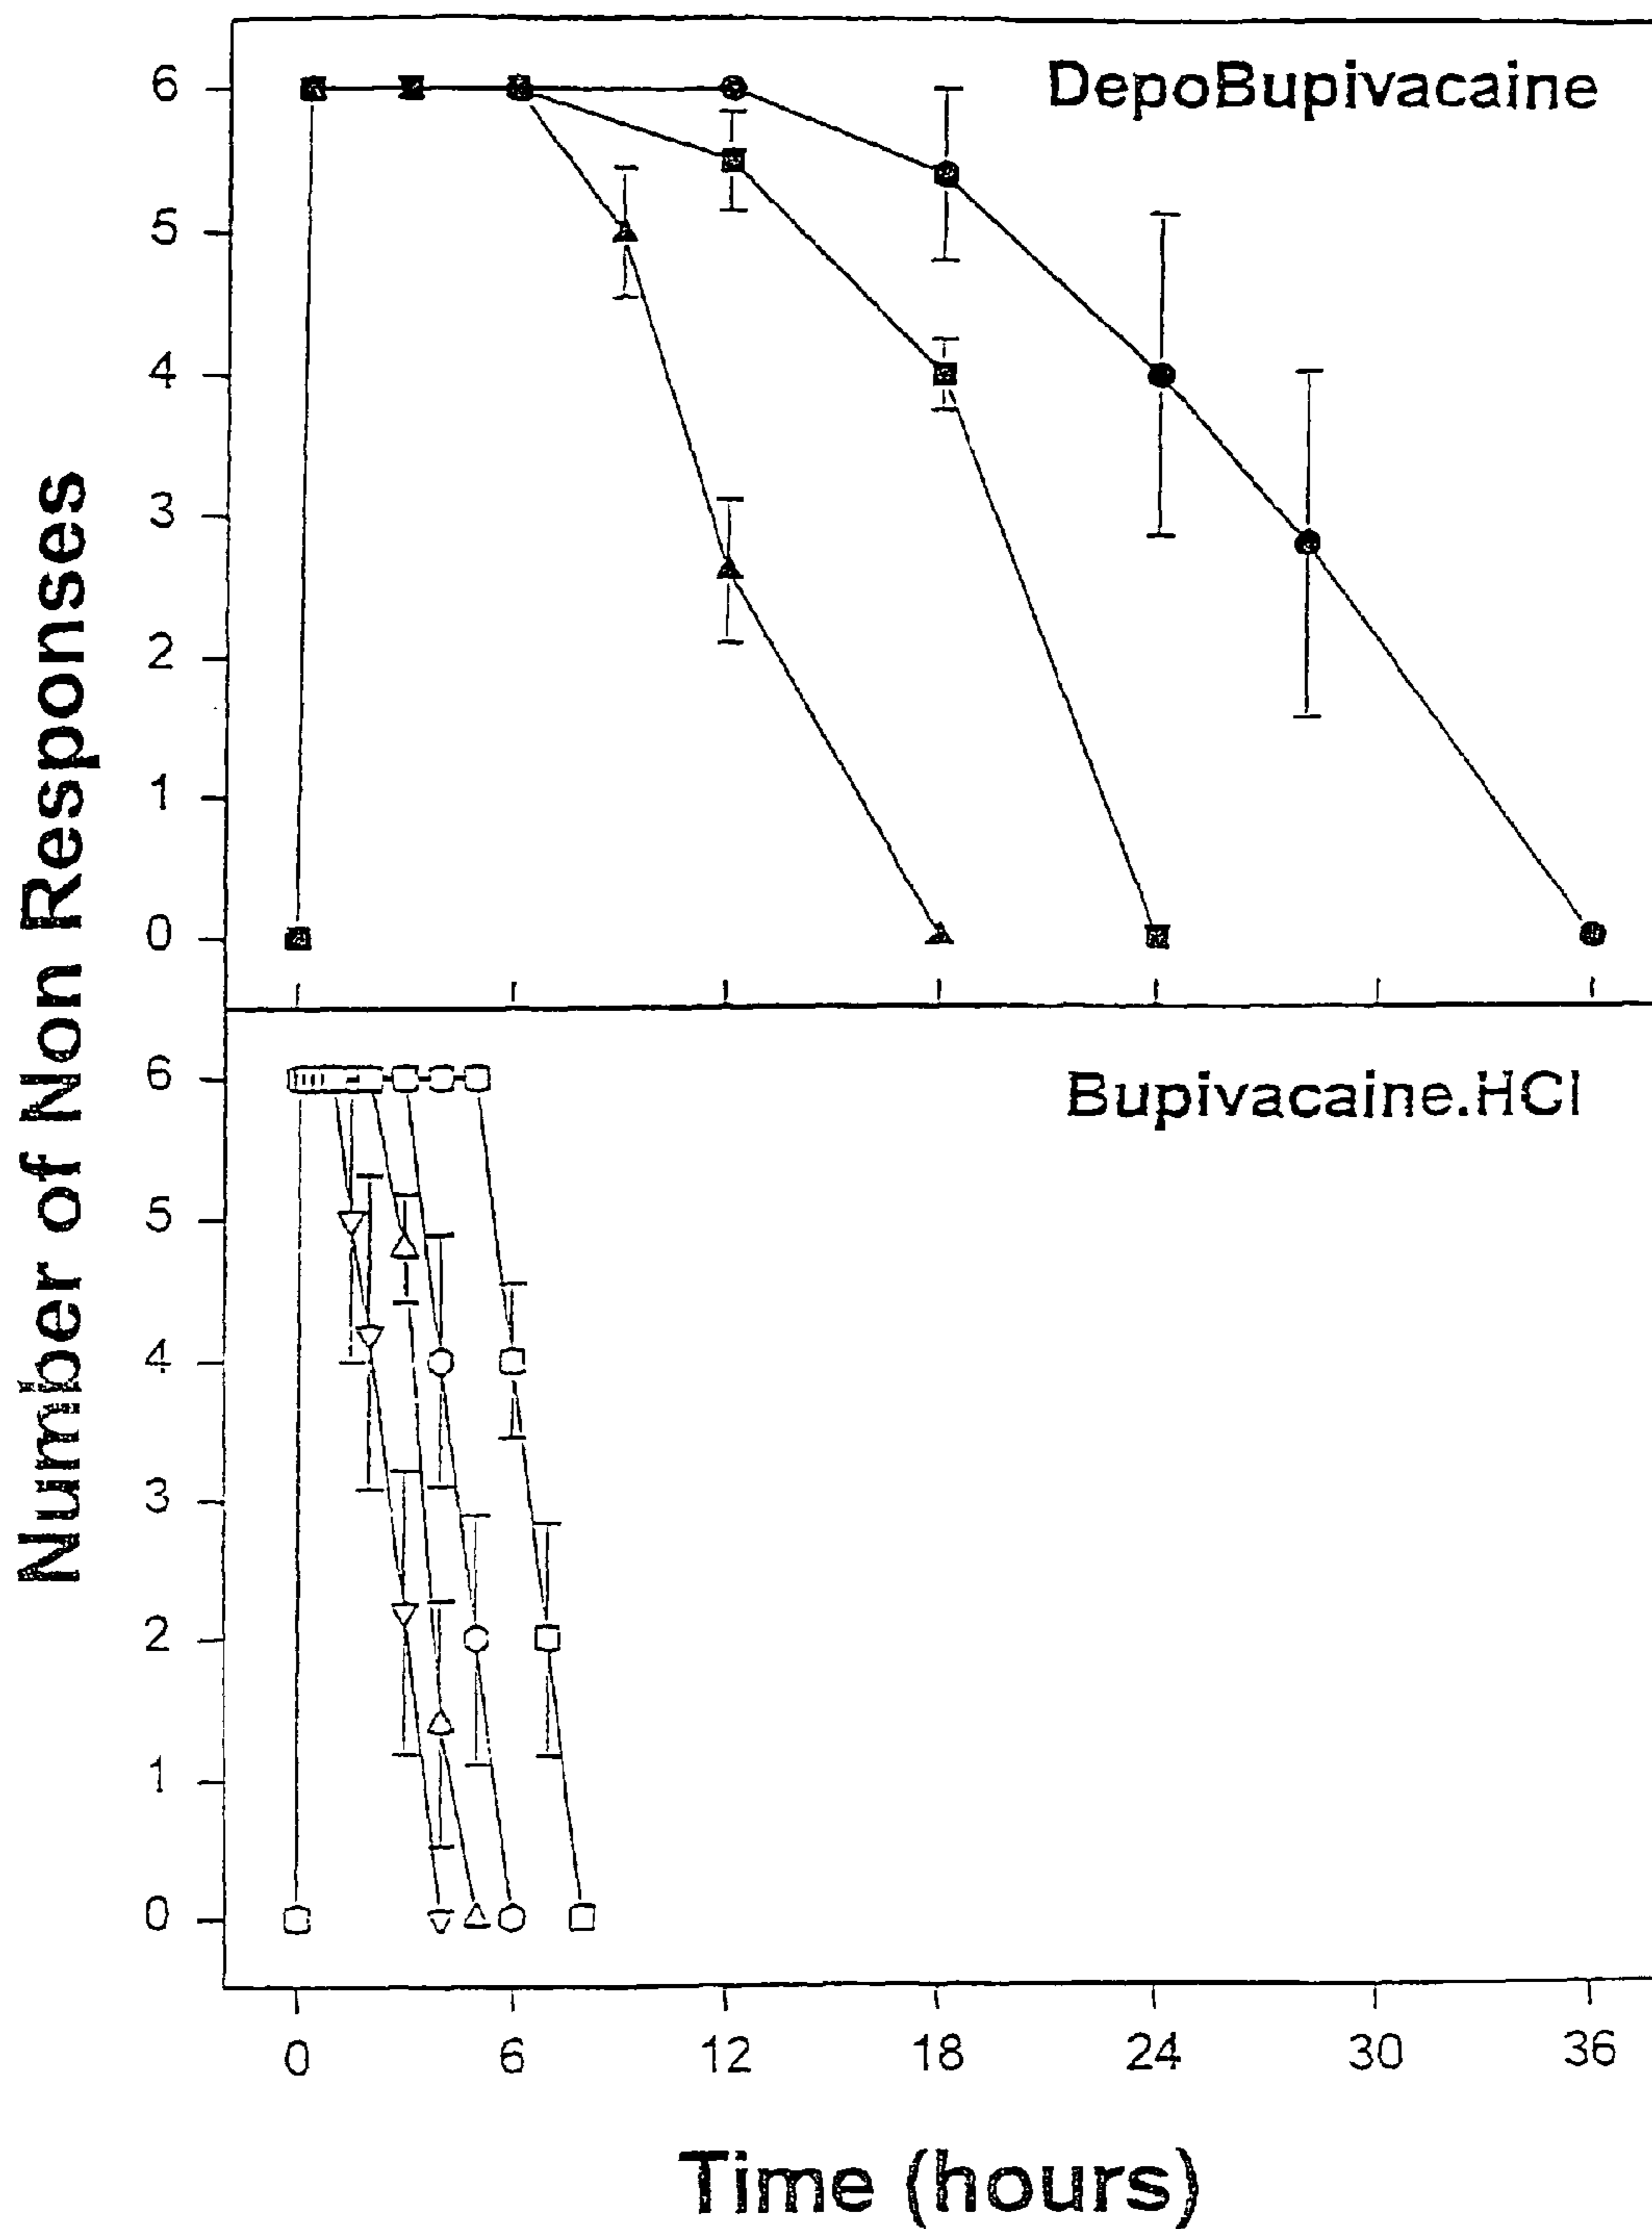 DepoBupivacaine
6
5
4
3
2
1
0
Number of Non Responses
Bupivacaine.HCl
6
5
4
3
2
1
0
0 6 12 18 24 30 36
Time (hours)